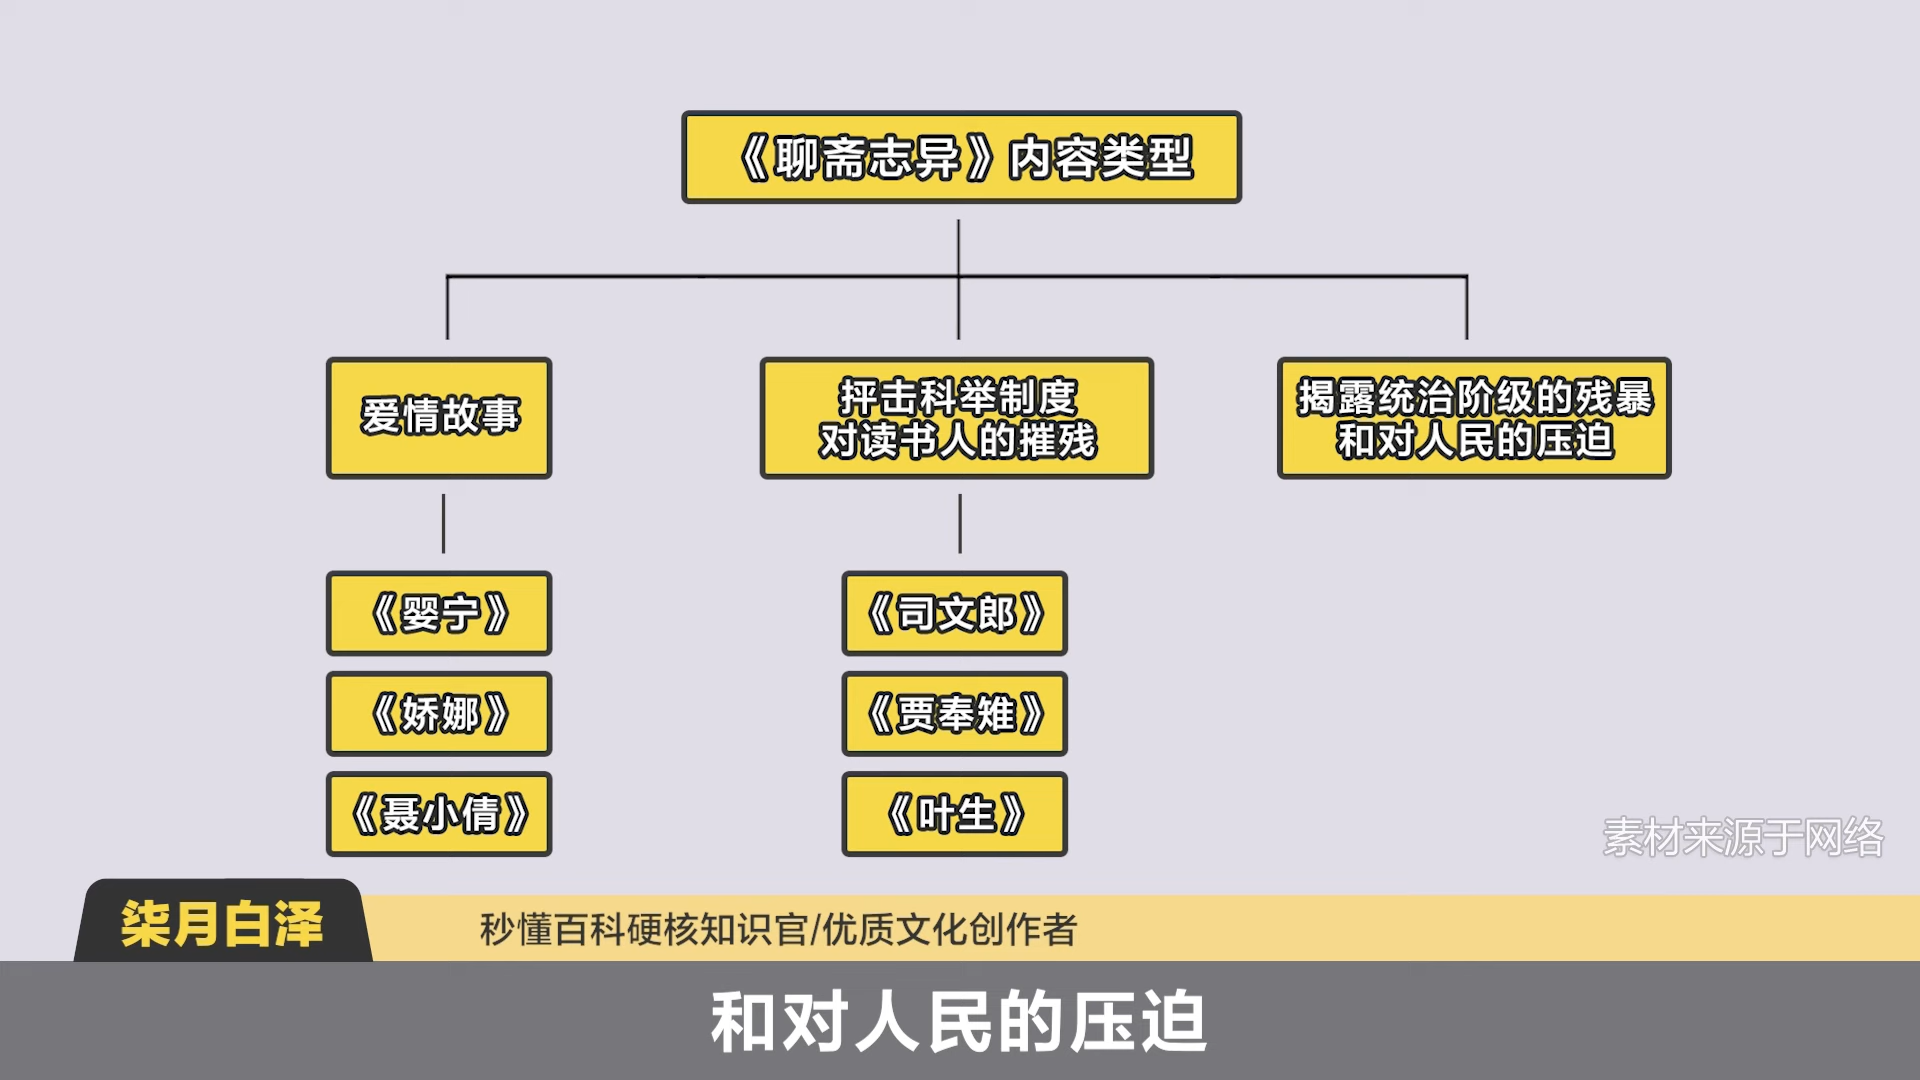 《聊斋志异》内容类型
爱情故事
抨击科举制度
对读书人的摧残
揭露统治阶级的残暴
和对人民的压迫
《婴宁》
《司文郎》
《娇娜》
《贾奉雉》
《聂小倩》
《叶生》
素材来源于网络
柒月白泽
秒懂百科硬核知识官/优质文化创作者
和对人民的压迫